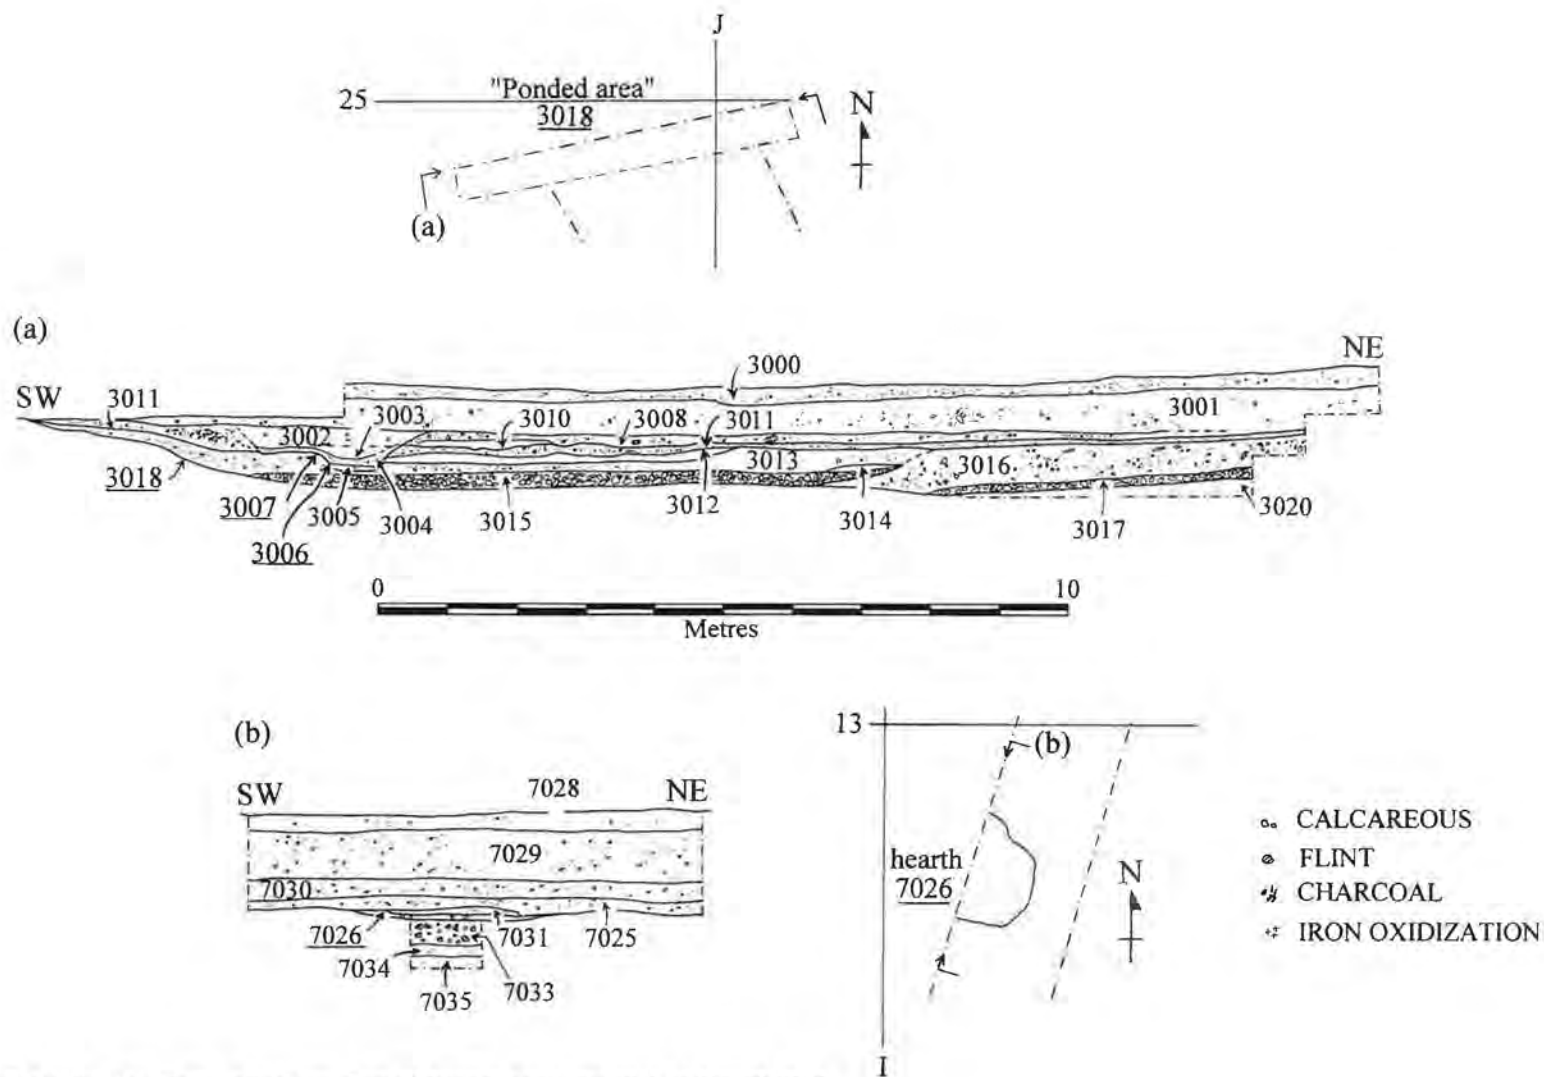 J
25
"Ponded area"
3018
N
(a)
(a)
SW
NE
3011
3000
3003
3010
3008
3011
3001
3002
3013
3016
3018
3007
3005
3004
3015
3012
3014
3017
3020
3006
0
10
Metres
(b)
SW
NE
7028
7029
7030
7026
7031
7025
7034
7033
7035
13
(b)
hearth
7026
N
I
CALCAREOUS
FLINT
CHARCOAL
IRON OXIDIZATION